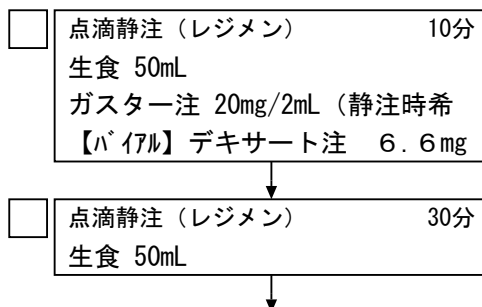 点滴静注（レジメン） 10分
生食 50mL
ガスター注 20mg/2mL（静注時希
【ﾊﾞｲｱﾙ】デキサート注　６.６mg
点滴静注（レジメン） 30分
生食 50mL